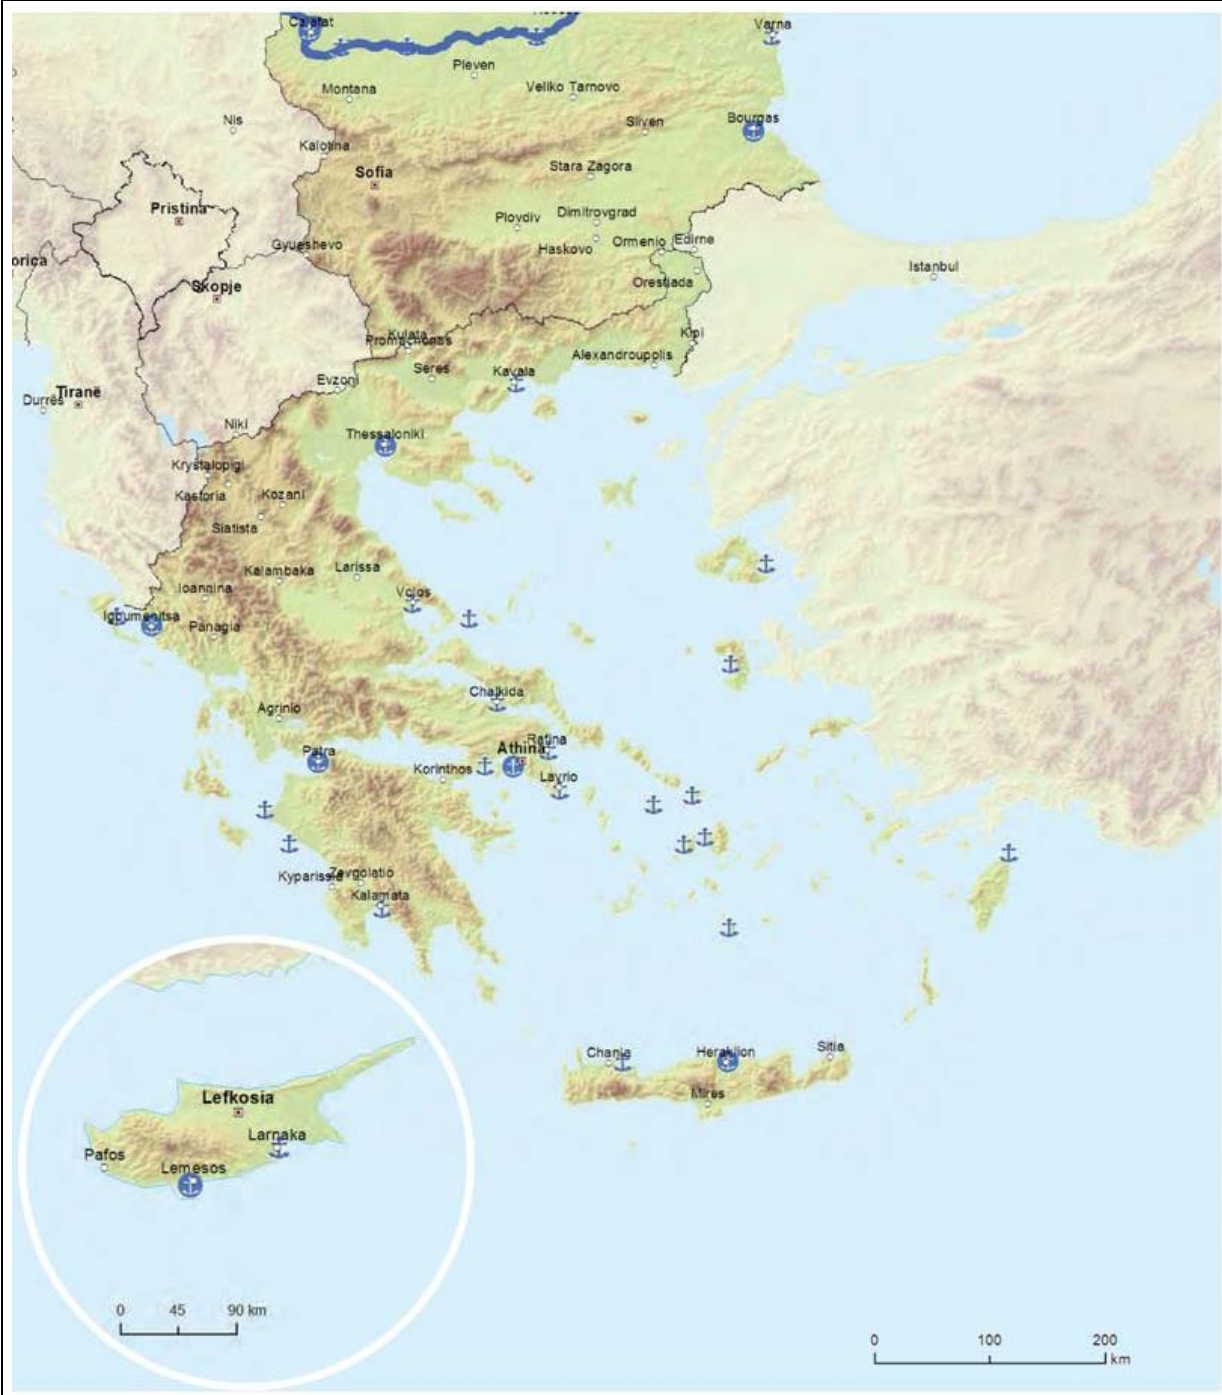 Calafat
Varna
Pleven
Montana
Veliko Tarnovo
Nis
Sliven
Bourgas
Kalotina
Sofia
Stara Zagora
Pristina
Plovdiv
Dimitrovgrad
Gyueshevo
Haskovo
Ormenio
Edirne
orica
Istanbul
Skopje
Orestiada
Kulata
Promachonas
Kipi
Alexandroupolis
Seres
Kavala
Evzoni
Tiranë
Durrës
Niki
Thessaloniki
Krystalopigi
Kastoria
Kozani
Siatista
Kalambaka
Larissa
Ioannina
Volos
Igoumenitsa
Panagia
Chalkida
Agrinio
Rafina
Athina
Patra
Korinthos
Lavrio
Kyparissia
Zevgolatio
Kalamata
Chania
Heraklion
Sitia
Mires
Lefkosia
Larnaka
Pafos
Lemesos
0 45 90 km
0 100 200
km